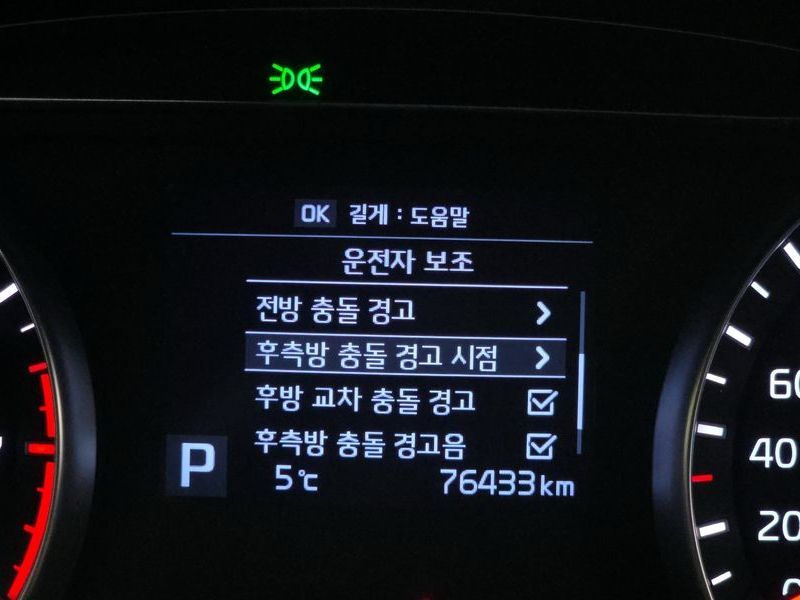 OK 길게 : 도움말
운전자 보조
전방 충돌 경고
후측방 충돌 경고 시점
후방 교차 충돌 경고
후측방 충돌 경고음
P
5℃ 76433km
60
40
20
0